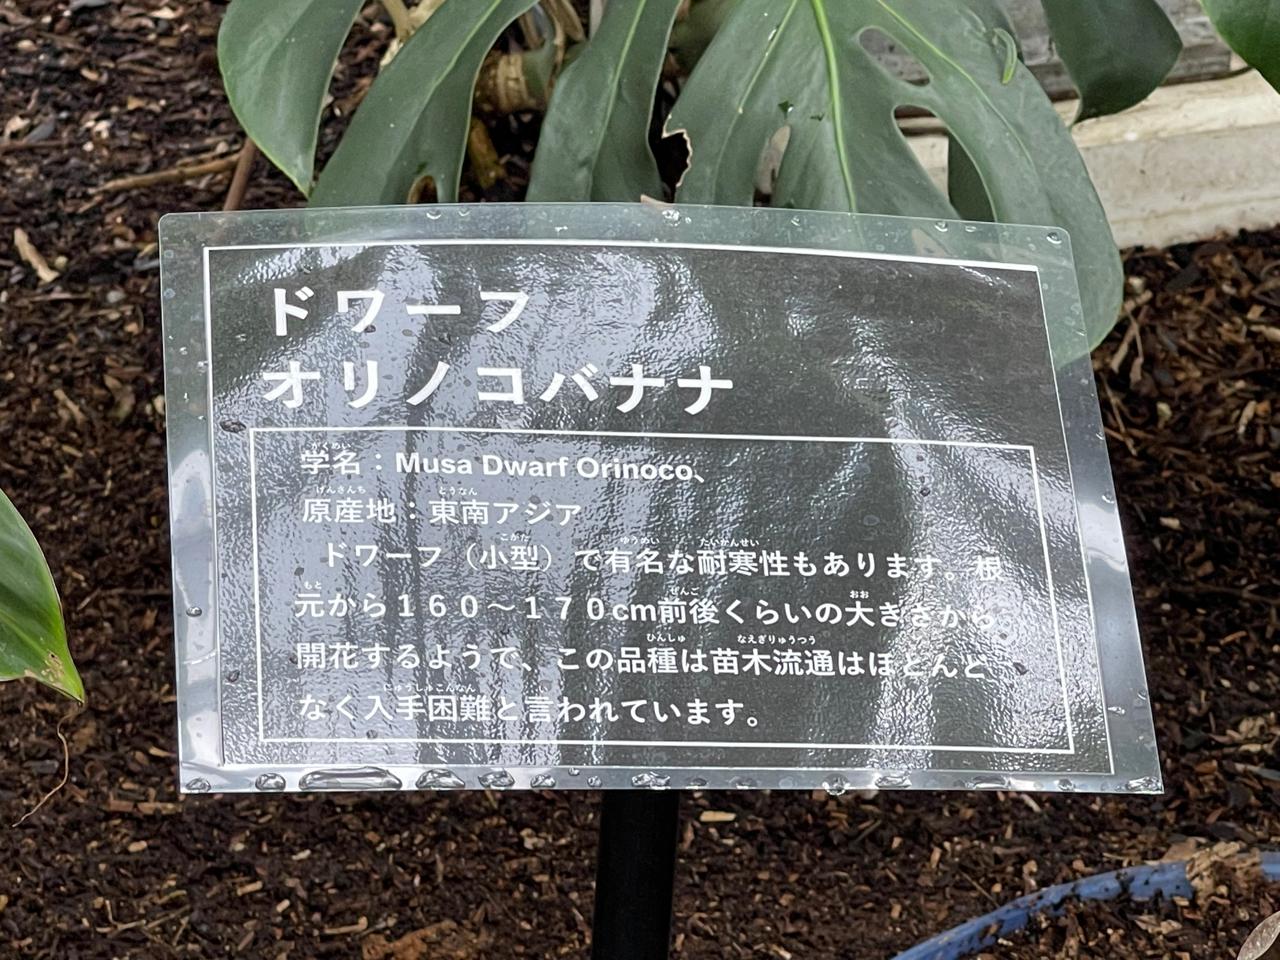 ドワーフ
オリノコバナナ
学名：Musa Dwarf Orinoco、
原産地：東南アジア
ドワーフ（小型）で有名な耐寒性もあります。根
元から１６０～１７０cm前後くらいの大きさから
開花するようで、この品種は苗木流通はほとんど
なく入手困難と言われています。